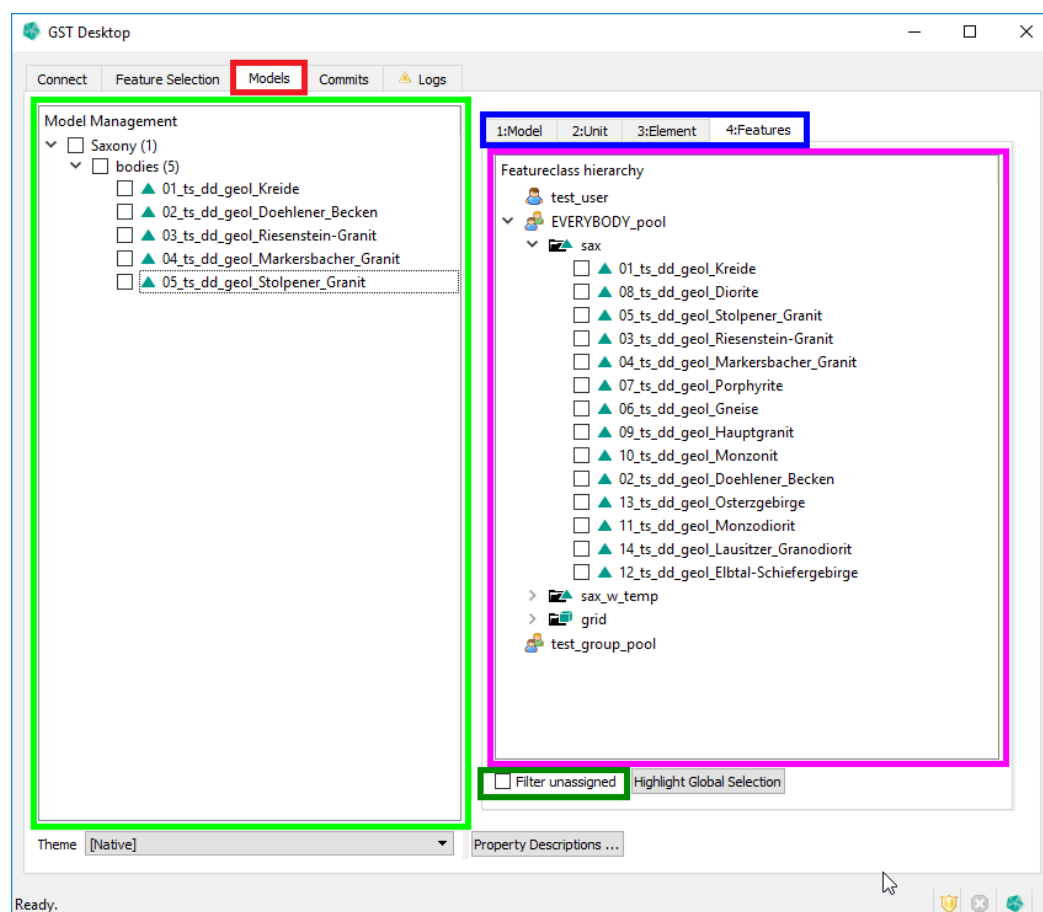 GST Desktop
Connect Feature Selection Models Commits Logs
Model Management
Saxony (1)
bodies (5)
01_ts_dd_geol_Kreide
02_ts_dd_geol_Doehlener_Becken
03_ts_dd_geol_Riesenstein-Granit
04_ts_dd_geol_Markersbacher_Granit
05_ts_dd_geol_Stolpener_Granit
1:Model 2:Unit 3:Element 4:Features
Featureclass hierarchy
test_user
EVERYBODY_pool
sax
01_ts_dd_geol_Kreide
08_ts_dd_geol_Diorite
05_ts_dd_geol_Stolpener_Granit
03_ts_dd_geol_Riesenstein-Granit
04_ts_dd_geol_Markersbacher_Granit
07_ts_dd_geol_Porphyrite
06_ts_dd_geol_Gneise
09_ts_dd_geol_Hauptgranit
10_ts_dd_geol_Monzonit
02_ts_dd_geol_Doehlener_Becken
13_ts_dd_geol_Osterzgebirge
11_ts_dd_geol_Monzodiorit
14_ts_dd_geol_Lausitzer_Granodiorit
12_ts_dd_geol_Elbtal-Schiefergebirge
sax_w_temp
grid
test_group_pool
Filter unassigned Highlight Global Selection
Theme [Native] Property Descriptions ...
Ready.